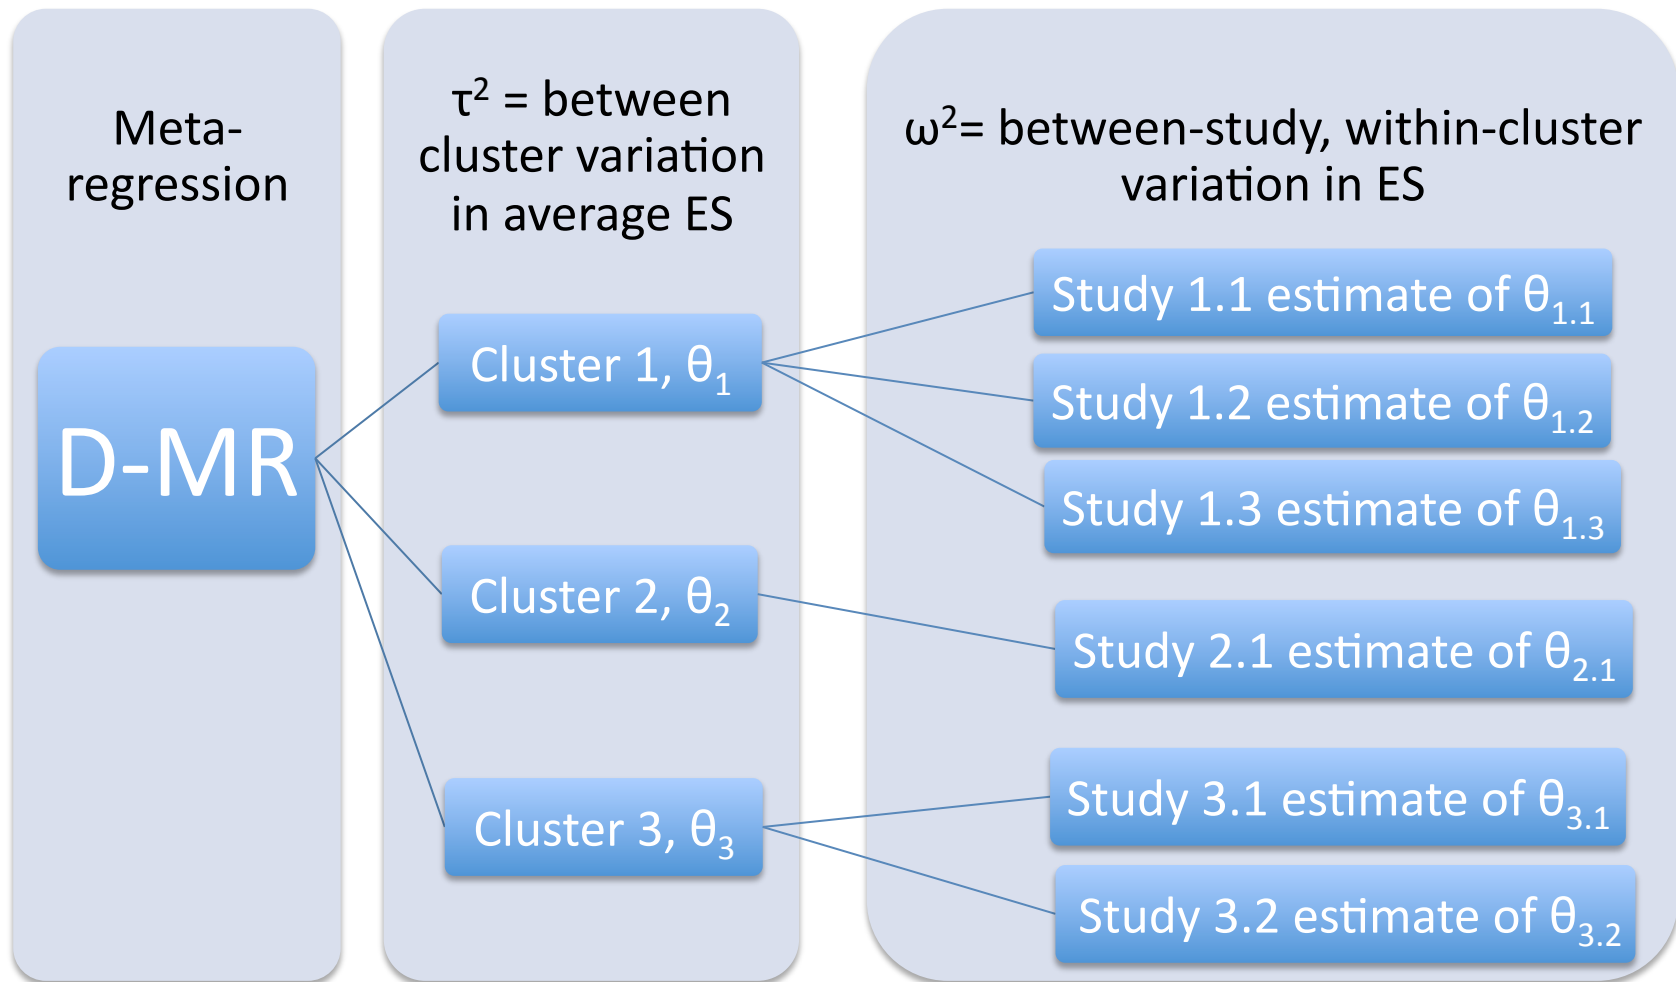 Meta-
regression
D-MR
τ² = between
cluster variation
in average ES
Cluster 1, θ₁
Cluster 2, θ₂
Cluster 3, θ₃
ω²= between-study, within-cluster
variation in ES
Study 1.1 estimate of θ₁.₁
Study 1.2 estimate of θ₁.₂
Study 1.3 estimate of θ₁.₃
Study 2.1 estimate of θ₂.₁
Study 3.1 estimate of θ₃.₁
Study 3.2 estimate of θ₃.₂